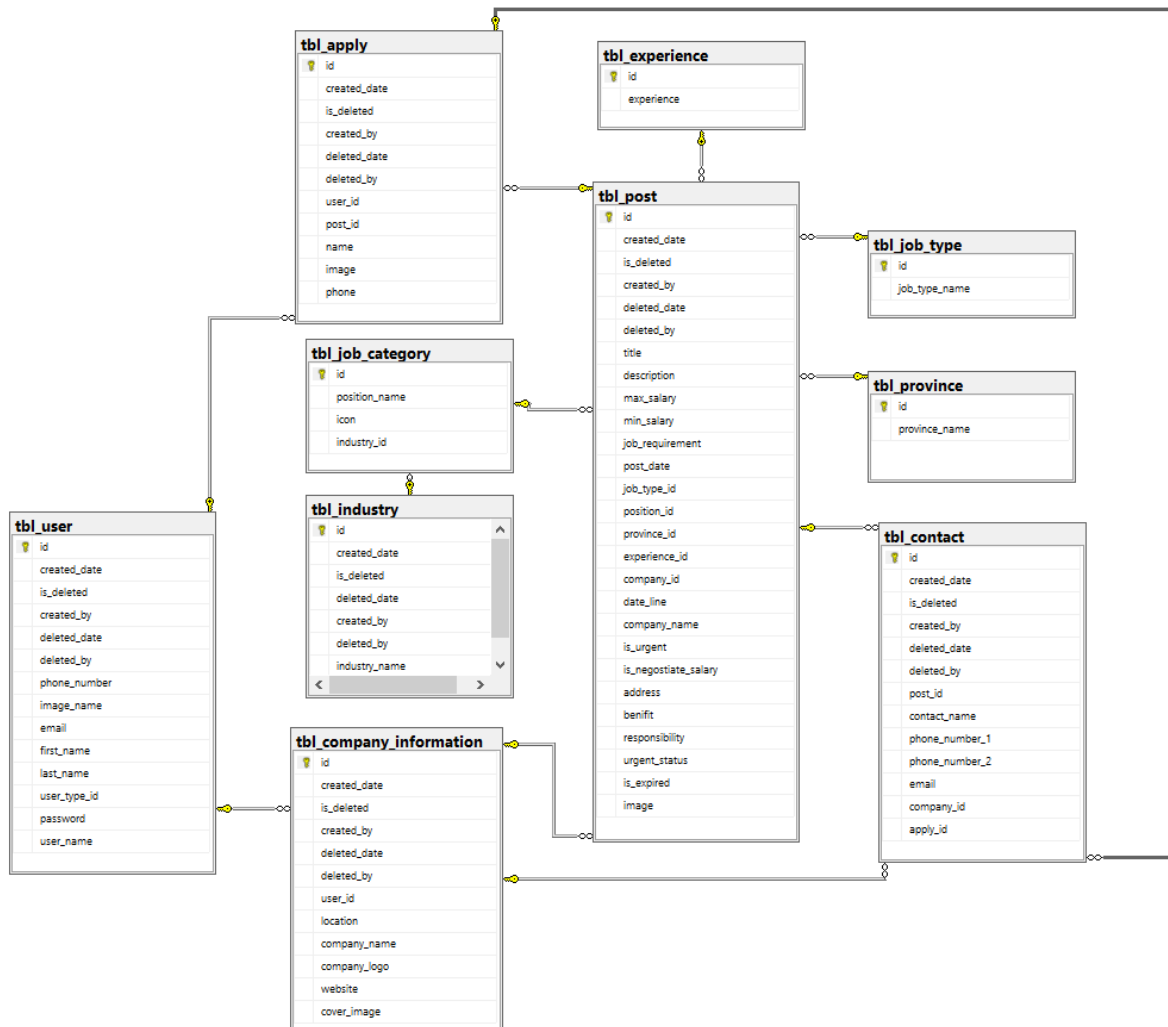 tbl_apply
id
created_date
is_deleted
created_by
deleted_date
deleted_by
user_id
post_id
name
image
phone
tbl_experience
id
experience
tbl_post
id
created_date
is_deleted
created_by
deleted_date
deleted_by
title
description
max_salary
min_salary
job_requirement
post_date
job_type_id
position_id
province_id
experience_id
company_id
date_line
company_name
is_urgent
is_negostiate_salary
address
benifit
responsibility
urgent_status
is_expired
image
tbl_job_type
id
job_type_name
tbl_job_category
id
position_name
icon
industry_id
tbl_province
id
province_name
tbl_industry
id
created_date
is_deleted
deleted_date
created_by
deleted_by
industry_name
tbl_user
id
created_date
is_deleted
created_by
deleted_date
deleted_by
phone_number
image_name
email
first_name
last_name
user_type_id
password
user_name
tbl_contact
id
created_date
is_deleted
created_by
deleted_date
deleted_by
post_id
contact_name
phone_number_1
phone_number_2
email
company_id
apply_id
tbl_company_information
id
created_date
is_deleted
created_by
deleted_date
deleted_by
user_id
location
company_name
company_logo
website
cover_image